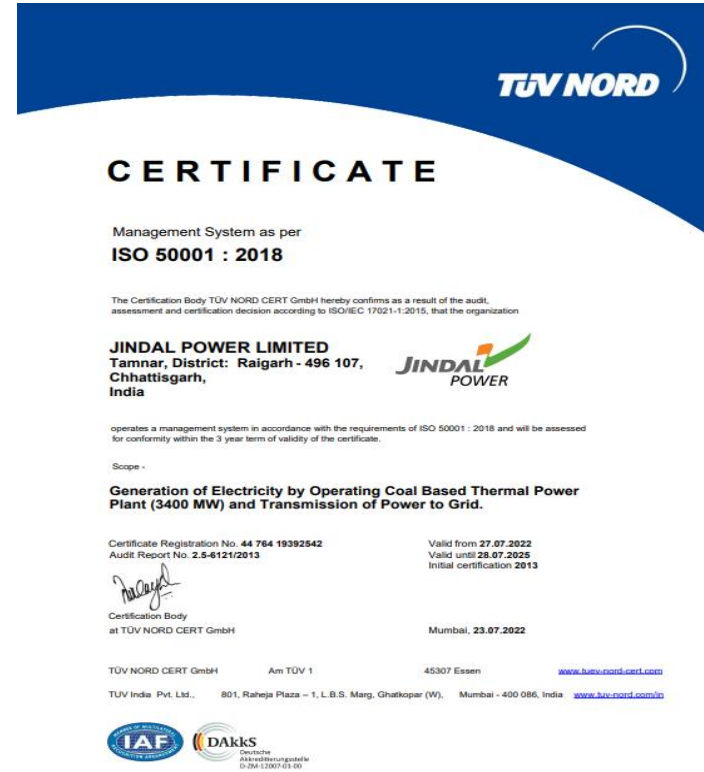 TÜV NORD
CERTIFICATE
Management System as per
ISO 50001 : 2018
The Certification Body TÜV NORD CERT GmbH hereby confirms as a result of the audit,
assessment and certification decision according to ISO/IEC 17021-1:2015, that the organization
JINDAL POWER LIMITED
Tamnar, District: Raigarh - 496 107,
Chhattisgarh,
India
JINDAL
POWER
operates a management system in accordance with the requirements of ISO 50001 : 2018 and will be assessed
for conformity within the 3 year term of validity of the certificate.
Scope -
Generation of Electricity by Operating Coal Based Thermal Power
Plant (3400 MW) and Transmission of Power to Grid.
Certificate Registration No. 44 764 19392542
Audit Report No. 2.5-6121/2013
Valid from 27.07.2022
Valid until 28.07.2025
Initial certification 2013
Certification Body
at TÜV NORD CERT GmbH
Mumbai, 23.07.2022
TÜV NORD CERT GmbH Am TÜV 1 45307 Essen www.tuev-nord-cert.com
TUV India Pvt. Ltd., 801, Raheja Plaza – 1, L.B.S. Marg, Ghatkopar (W), Mumbai - 400 086, India www.tuv-nord.com/in
MEMBER OF MULTILATERAL
RECOGNITION ARRANGEMENT
IAF
DAkkS
Deutsche
Akkreditierungsstelle
D-ZM-12007-01-00